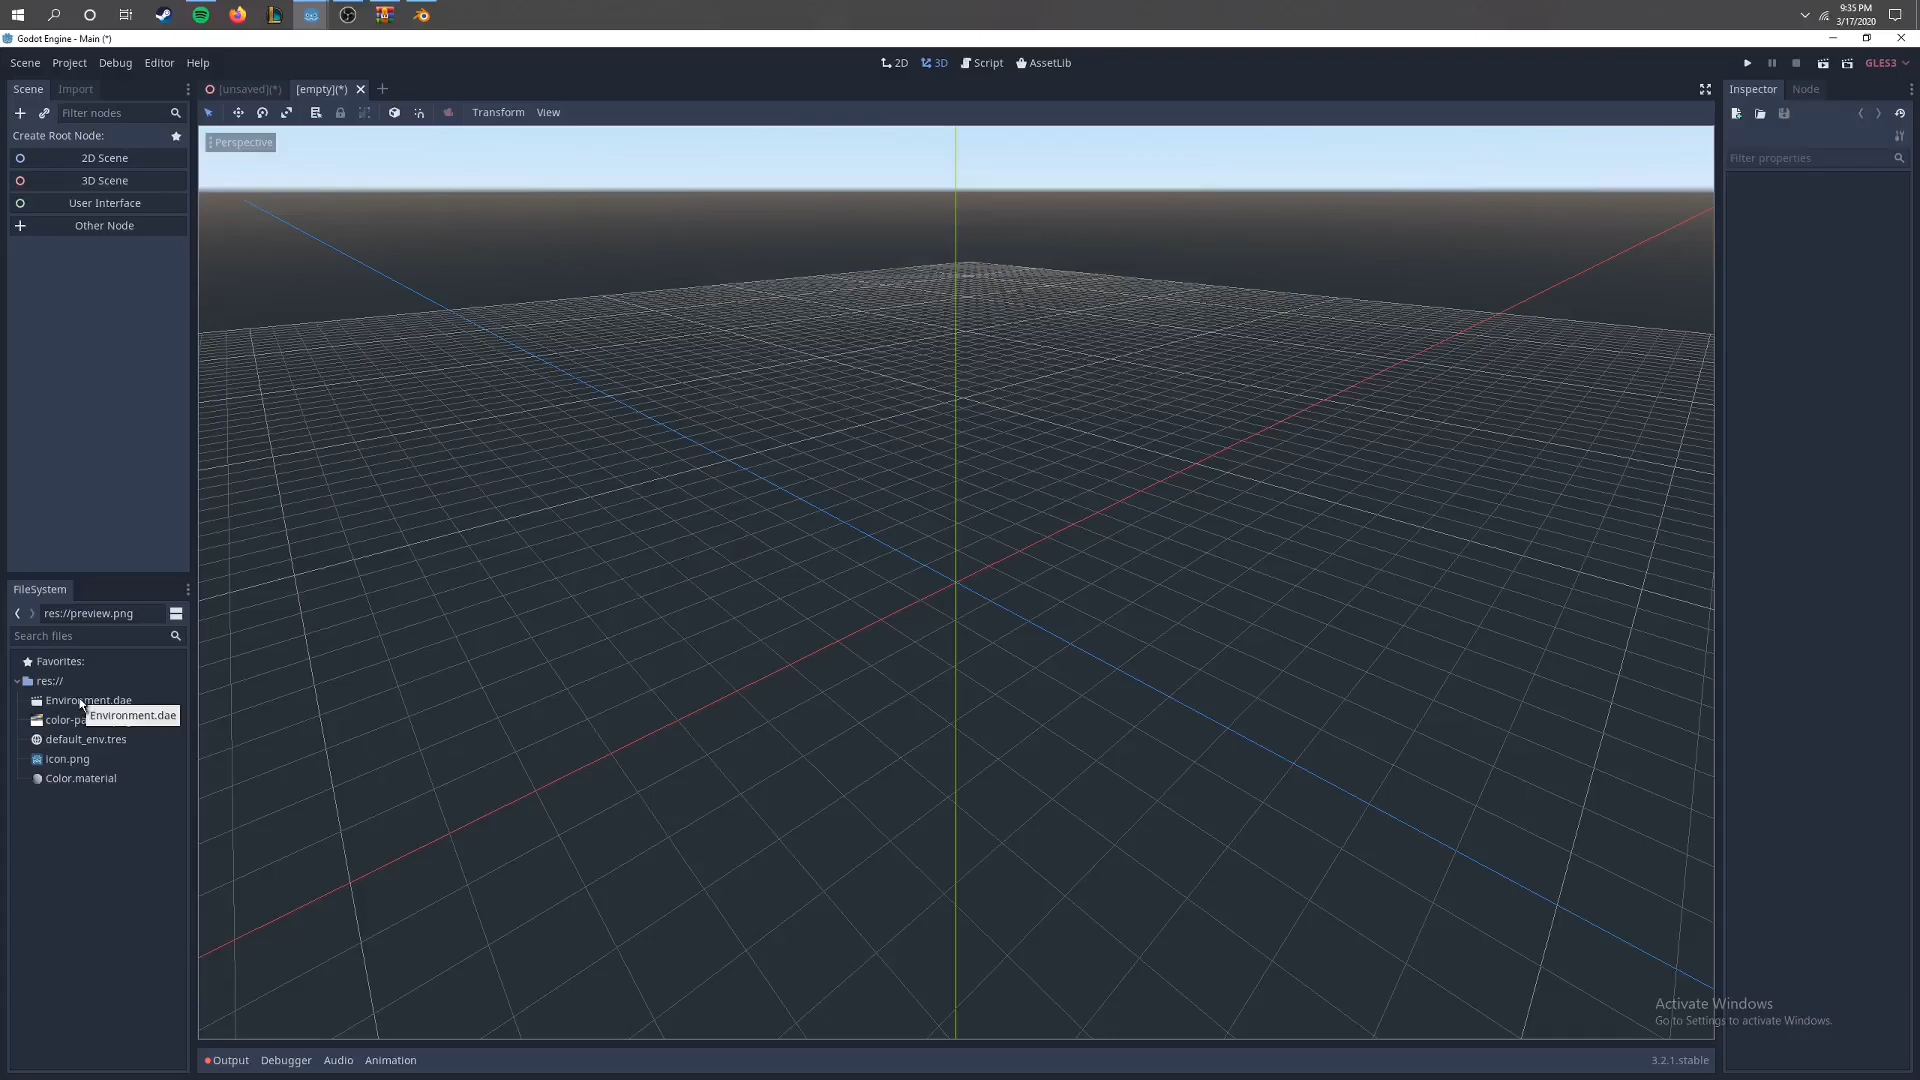 9:35 PM
3/17/2020
Godot Engine - Main (*)
Scene Project Debug Editor Help
2D 3D Script AssetLib
GLES3
Scene Import
[unsaved](*) [empty](*)
Inspector Node
Filter nodes
Transform View
Create Root Node:
2D Scene
3D Scene
User Interface
Other Node
Perspective
Filter properties
FileSystem
res://preview.png
Search files
Favorites:
res://
Environment.dae
Environment.dae
default_env.tres
icon.png
Color.material
Activate Windows
Go to Settings to activate Windows.
Output Debugger Audio Animation
3.2.1.stable